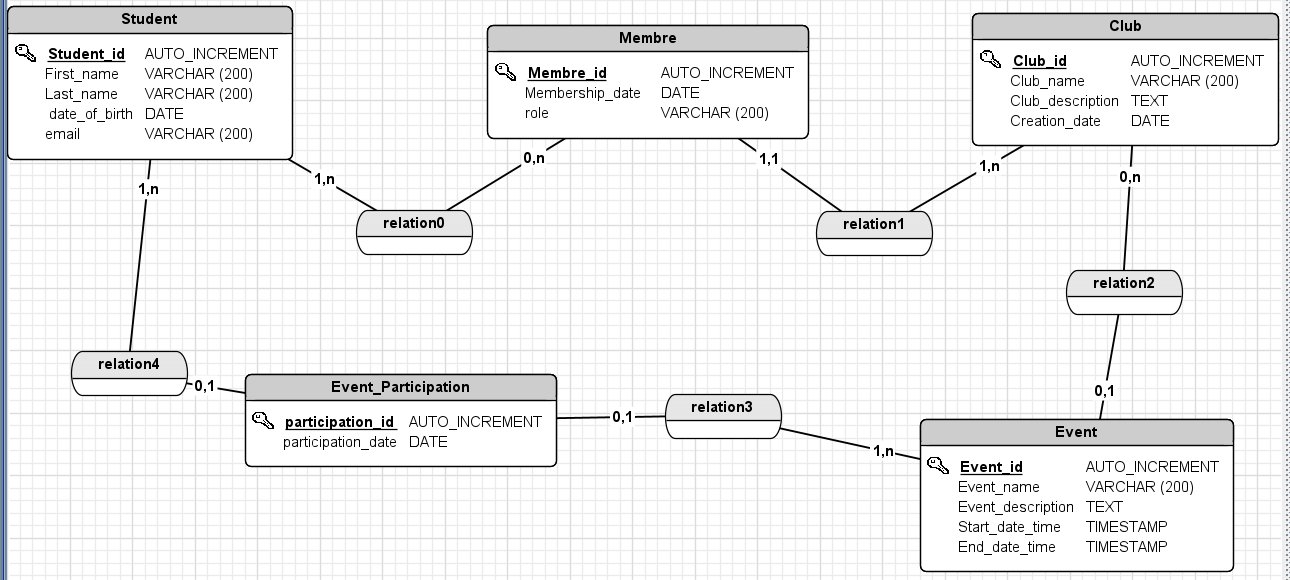 Student
Student_id AUTO_INCREMENT
First_name VARCHAR (200)
Last_name VARCHAR (200)
date_of_birth DATE
email VARCHAR (200)
Membre
Membre_id AUTO_INCREMENT
Membership_date DATE
role VARCHAR (200)
Club
Club_id AUTO_INCREMENT
Club_name VARCHAR (200)
Club_description TEXT
Creation_date DATE
1,n
1,n
0,n
1,1
1,n
0,n
relation0
relation1
relation2
relation4
0,1
Event_Participation
participation_id AUTO_INCREMENT
participation_date DATE
0,1
relation3
1,n
0,1
Event
Event_id AUTO_INCREMENT
Event_name VARCHAR (200)
Event_description TEXT
Start_date_time TIMESTAMP
End_date_time TIMESTAMP